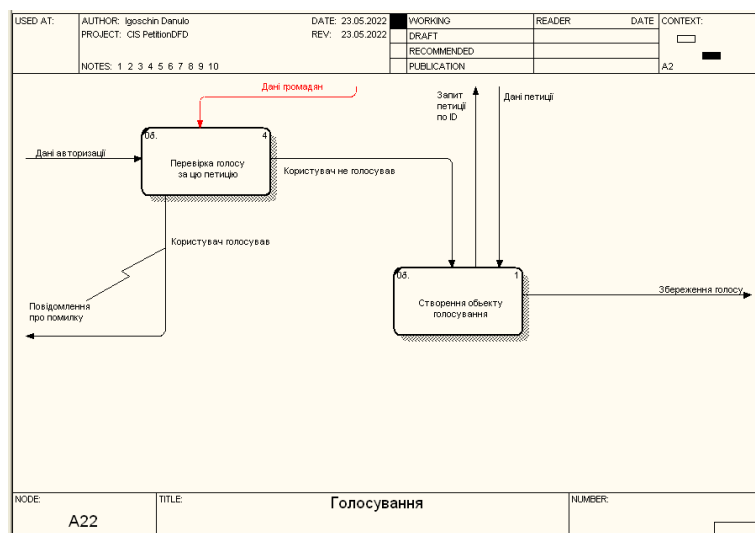 USED AT:
AUTHOR: Igoschin Danulo
DATE: 23.05.2022
WORKING
READER
DATE
CONTEXT:
PROJECT: CIS PetitionDFD
REV: 23.05.2022
DRAFT
RECOMMENDED
NOTES: 1 2 3 4 5 6 7 8 9 10
PUBLICATION
A2
Дані громадян
Запит
петиції
по ID
Дані петиції
0ð.
4
Дані авторизації
Перевірка голосу
за цю петицію
Користувач не голосував
Користувач голосував
0ð.
1
Збереження голосу
Створення обьекту
голосування
Повідомлення
про помилку
NODE:
TITLE:
Голосування
NUMBER:
A22